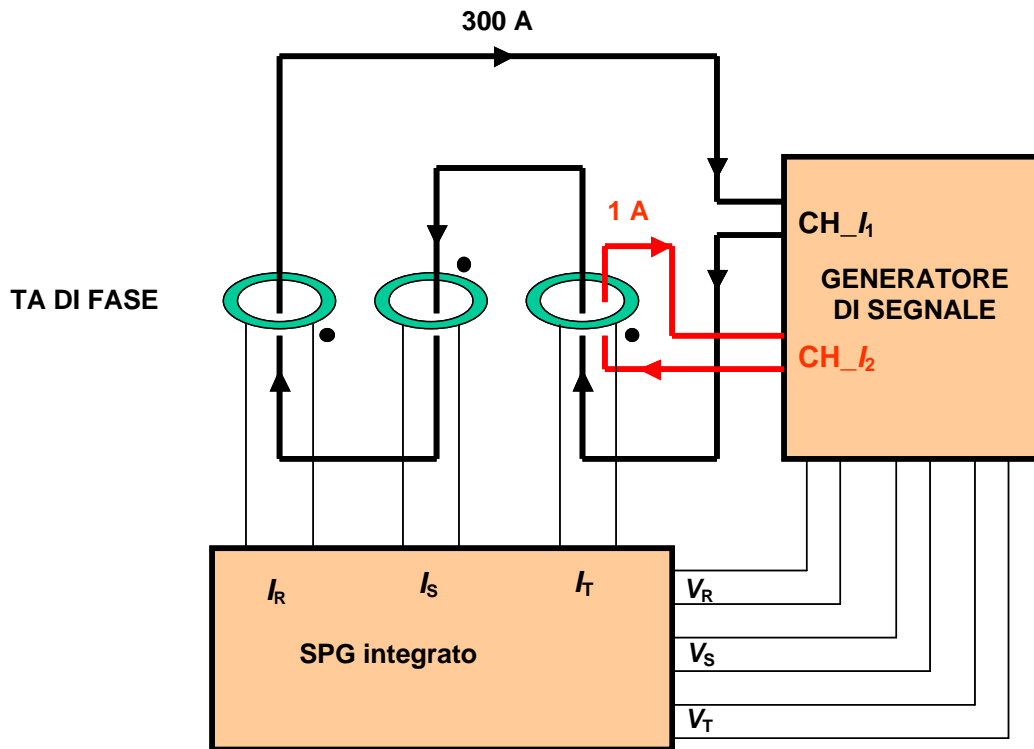 300 A
1 A
CH_I1
GENERATORE
DI SEGNALE
TA DI FASE
CH_I2
IR
IS
IT
VR
SPG integrato
VS
VT